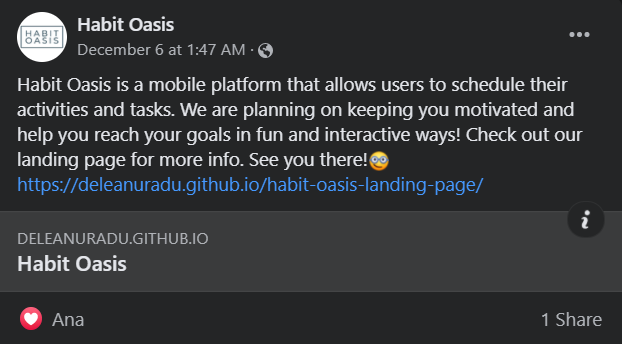 HABIT
OASIS
Habit Oasis
December 6 at 1:47 AM ·
Habit Oasis is a mobile platform that allows users to schedule their
activities and tasks. We are planning on keeping you motivated and
help you reach your goals in fun and interactive ways! Check out our
landing page for more info. See you there!🤓
https://deleanuradu.github.io/habit-oasis-landing-page/
i
DELEANURADU.GITHUB.IO
Habit Oasis
Ana
1 Share